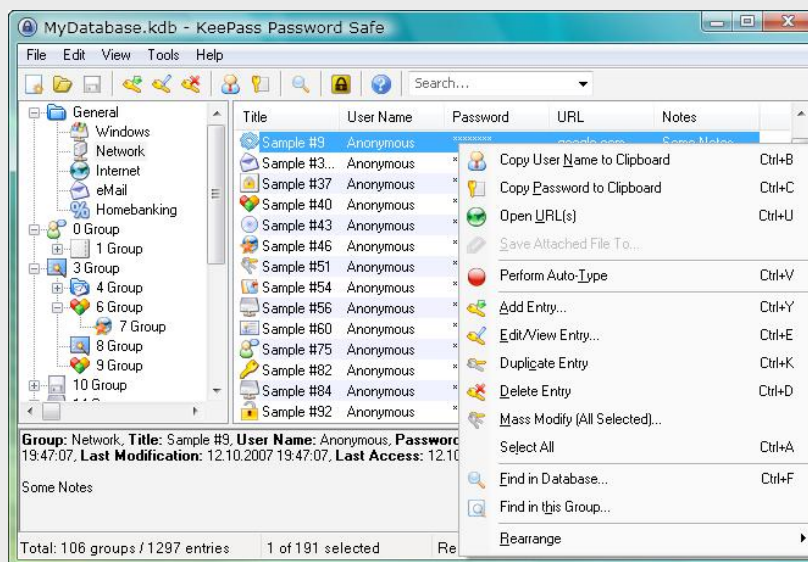 MyDatabase.kdb - KeePass Password Safe
File Edit View Tools Help
Search...
General
Windows
Network
Internet
eMail
Homebanking
0 Group
1 Group
3 Group
4 Group
6 Group
7 Group
8 Group
9 Group
10 Group
Title User Name Password URL Notes
Sample #9 Anonymous ******** google.com Some Notes
Sample #3... Anonymous *
Sample #37 Anonymous *
Sample #40 Anonymous *
Sample #43 Anonymous *
Sample #46 Anonymous *
Sample #51 Anonymous *
Sample #54 Anonymous *
Sample #56 Anonymous *
Sample #60 Anonymous *
Sample #75 Anonymous *
Sample #82 Anonymous *
Sample #84 Anonymous *
Sample #92 Anonymous *
Copy User Name to Clipboard Ctrl+B
Copy Password to Clipboard Ctrl+C
Open URL(s) Ctrl+U
Save Attached File To...
Perform Auto-Type Ctrl+V
Add Entry... Ctrl+Y
Edit/View Entry... Ctrl+E
Duplicate Entry Ctrl+K
Delete Entry Ctrl+D
Mass Modify (All Selected)...
Select All Ctrl+A
Find in Database... Ctrl+F
Find in this Group...
Rearrange
Group: Network, Title: Sample #9, User Name: Anonymous, Password
19:47:07, Last Modification: 12.10.2007 19:47:07, Last Access: 12.10
Some Notes
Total: 106 groups / 1297 entries 1 of 191 selected Re